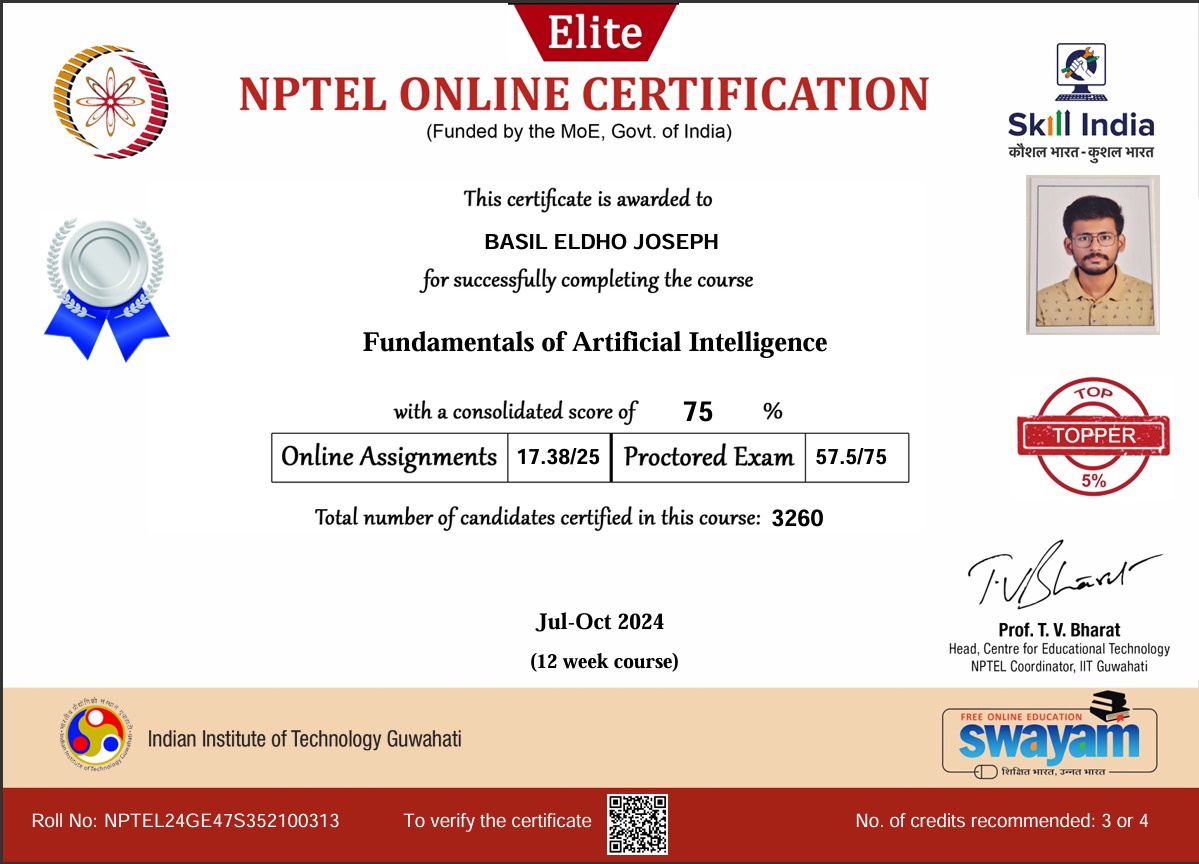 Elite
NPTEL ONLINE CERTIFICATION
(Funded by the MoE, Govt. of India)
Skill India
कौशल भारत - कुशल भारत
This certificate is awarded to
BASIL ELDHO JOSEPH
for successfully completing the course
Fundamentals of Artificial Intelligence
with a consolidated score of 75 %
Online Assignments 17.38/25 Proctored Exam 57.5/75
TOP
TOPPER
5%
Total number of candidates certified in this course: 3260
T.V Bharat
Jul-Oct 2024
(12 week course)
Prof. T. V. Bharat
Head, Centre for Educational Technology
NPTEL Coordinator, IIT Guwahati
Indian Institute of Technology Guwahati
Indian Institute of Technology Guwahati
FREE ONLINE EDUCATION
swayam
शिक्षित भारत, उन्नत भारत
Roll No: NPTEL24GE47S352100313 To verify the certificate No. of credits recommended: 3 or 4